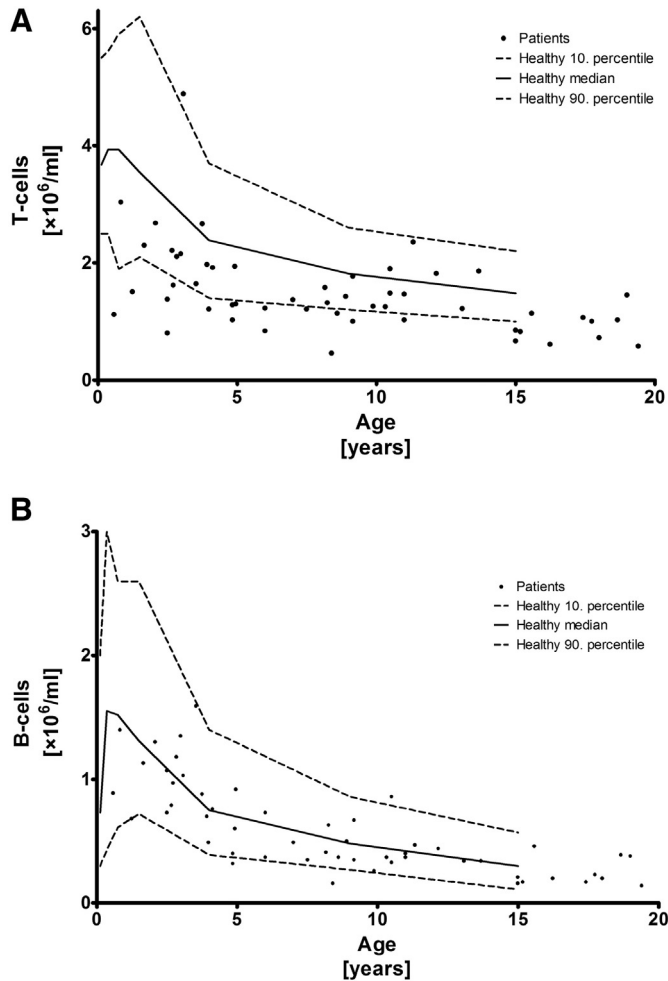 A
6
4
2
0
T-cells
[×10⁶/ml]
Patients
Healthy 10. percentile
Healthy median
Healthy 90. percentile
0 5 10 15 20
Age
[years]
B
3
2
1
0
B-cells
[×10⁶/ml]
Patients
Healthy 10. percentile
Healthy median
Healthy 90. percentile
0 5 10 15 20
Age
[years]